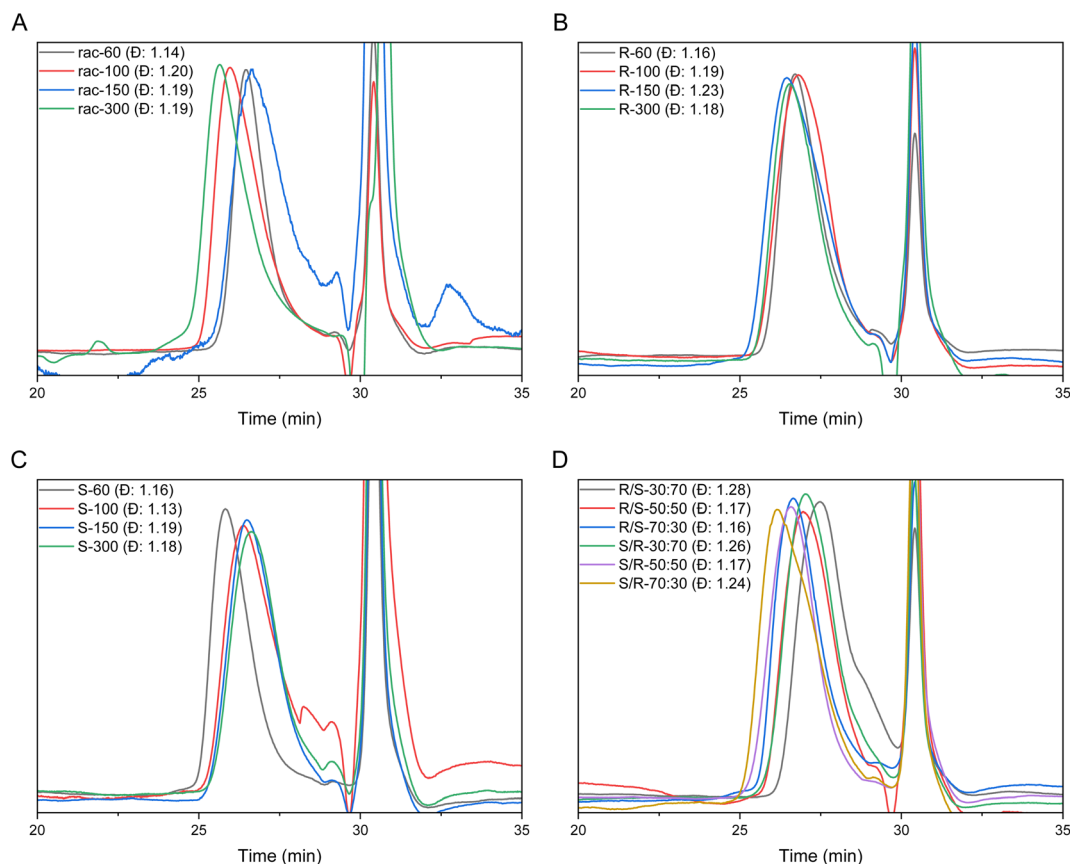 A
rac-60 (Đ: 1.14)
rac-100 (Đ: 1.20)
rac-150 (Đ: 1.19)
rac-300 (Đ: 1.19)
20
25
30
35
Time (min)
B
R-60 (Đ: 1.16)
R-100 (Đ: 1.19)
R-150 (Đ: 1.23)
R-300 (Đ: 1.18)
20
25
30
35
Time (min)
C
S-60 (Đ: 1.16)
S-100 (Đ: 1.13)
S-150 (Đ: 1.19)
S-300 (Đ: 1.18)
20
25
30
35
Time (min)
D
R/S-30:70 (Đ: 1.28)
R/S-50:50 (Đ: 1.17)
R/S-70:30 (Đ: 1.16)
S/R-30:70 (Đ: 1.26)
S/R-50:50 (Đ: 1.17)
S/R-70:30 (Đ: 1.24)
20
25
30
35
Time (min)